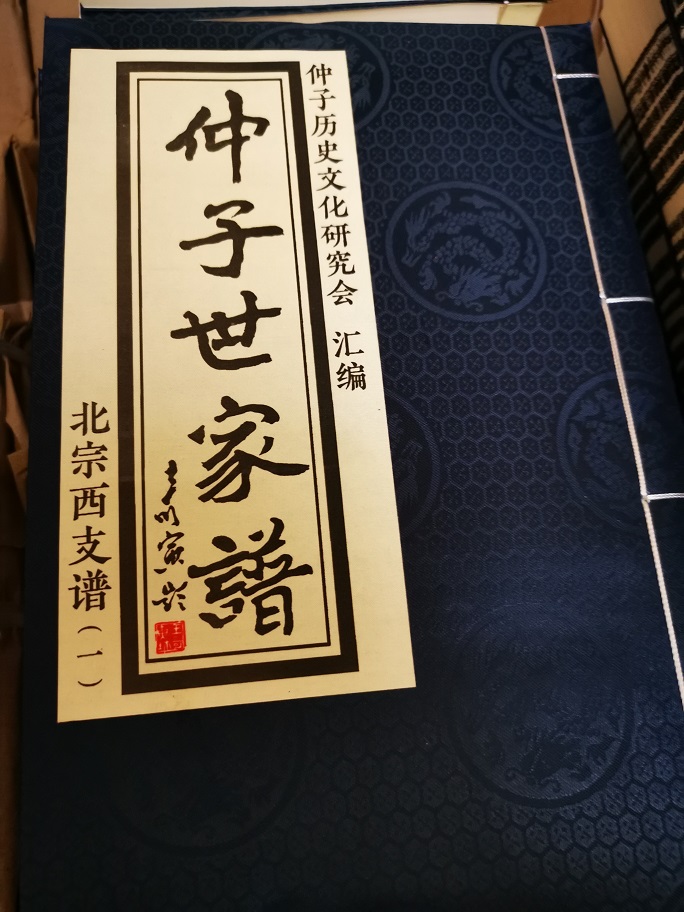 仲子历史文化研究会 汇编
仲子世家譜
北宗西支谱（一）